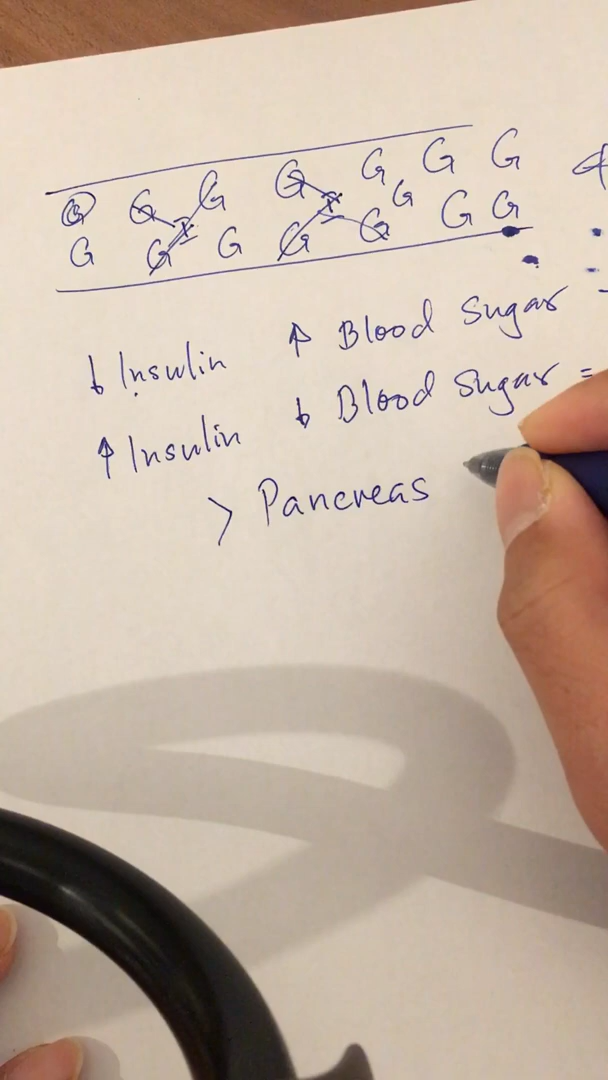 G G G G G G G
G G G G G G G G
↓ Insulin ↑ Blood Sugar
↑ Insulin ↓ Blood Sugar =
> Pancreas